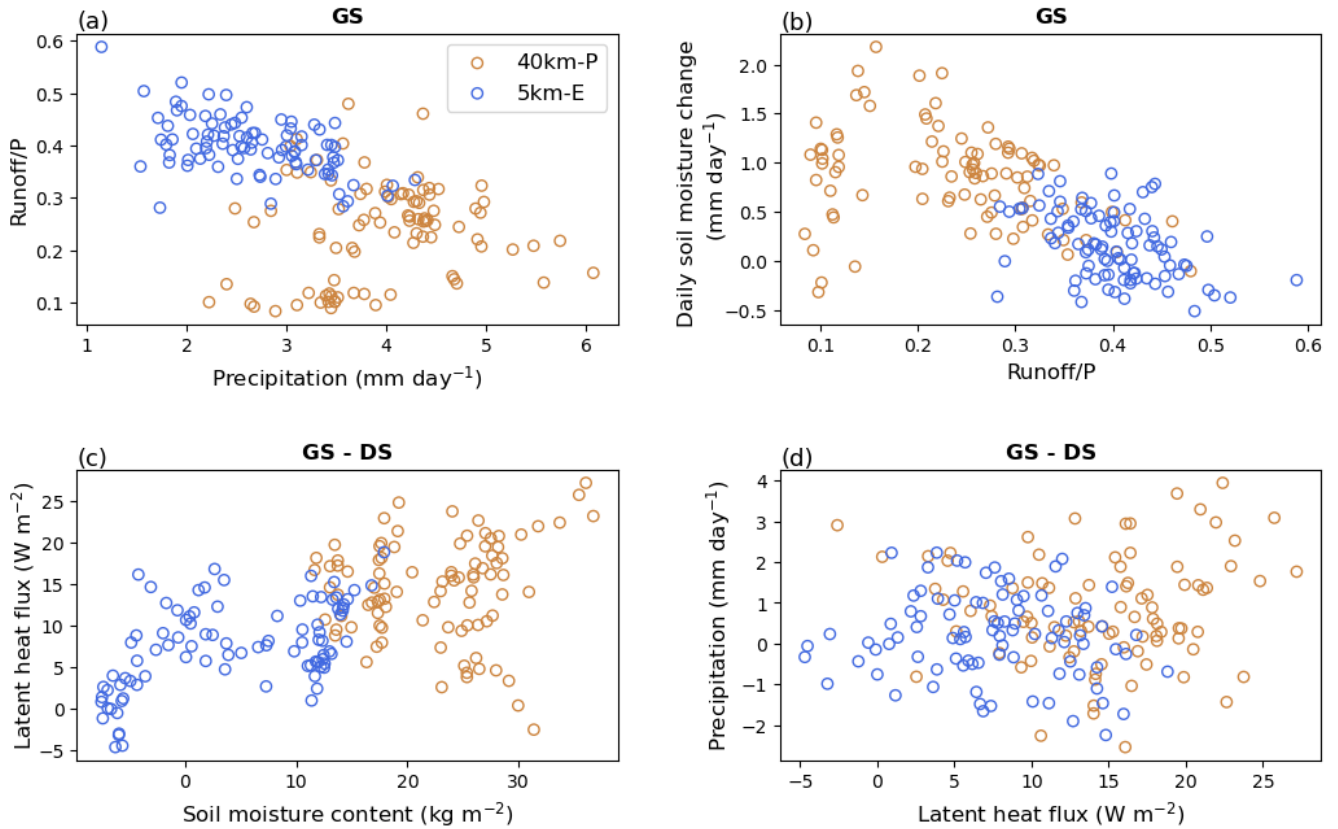 (a)
GS
0.6
0.5
0.4
0.3
0.2
0.1
Runoff/P
40km-P
5km-E
1
2
3
4
5
6
Precipitation (mm day⁻¹)
(b)
GS
2.0
1.5
1.0
0.5
0.0
−0.5
Daily soil moisture change
(mm day⁻¹)
0.1
0.2
0.3
0.4
0.5
0.6
Runoff/P
(c)
GS - DS
25
20
15
10
5
0
−5
Latent heat flux (W m⁻²)
0
10
20
30
Soil moisture content (kg m⁻²)
(d)
GS - DS
4
3
2
1
0
−1
−2
Precipitation (mm day⁻¹)
−5
0
5
10
15
20
25
Latent heat flux (W m⁻²)